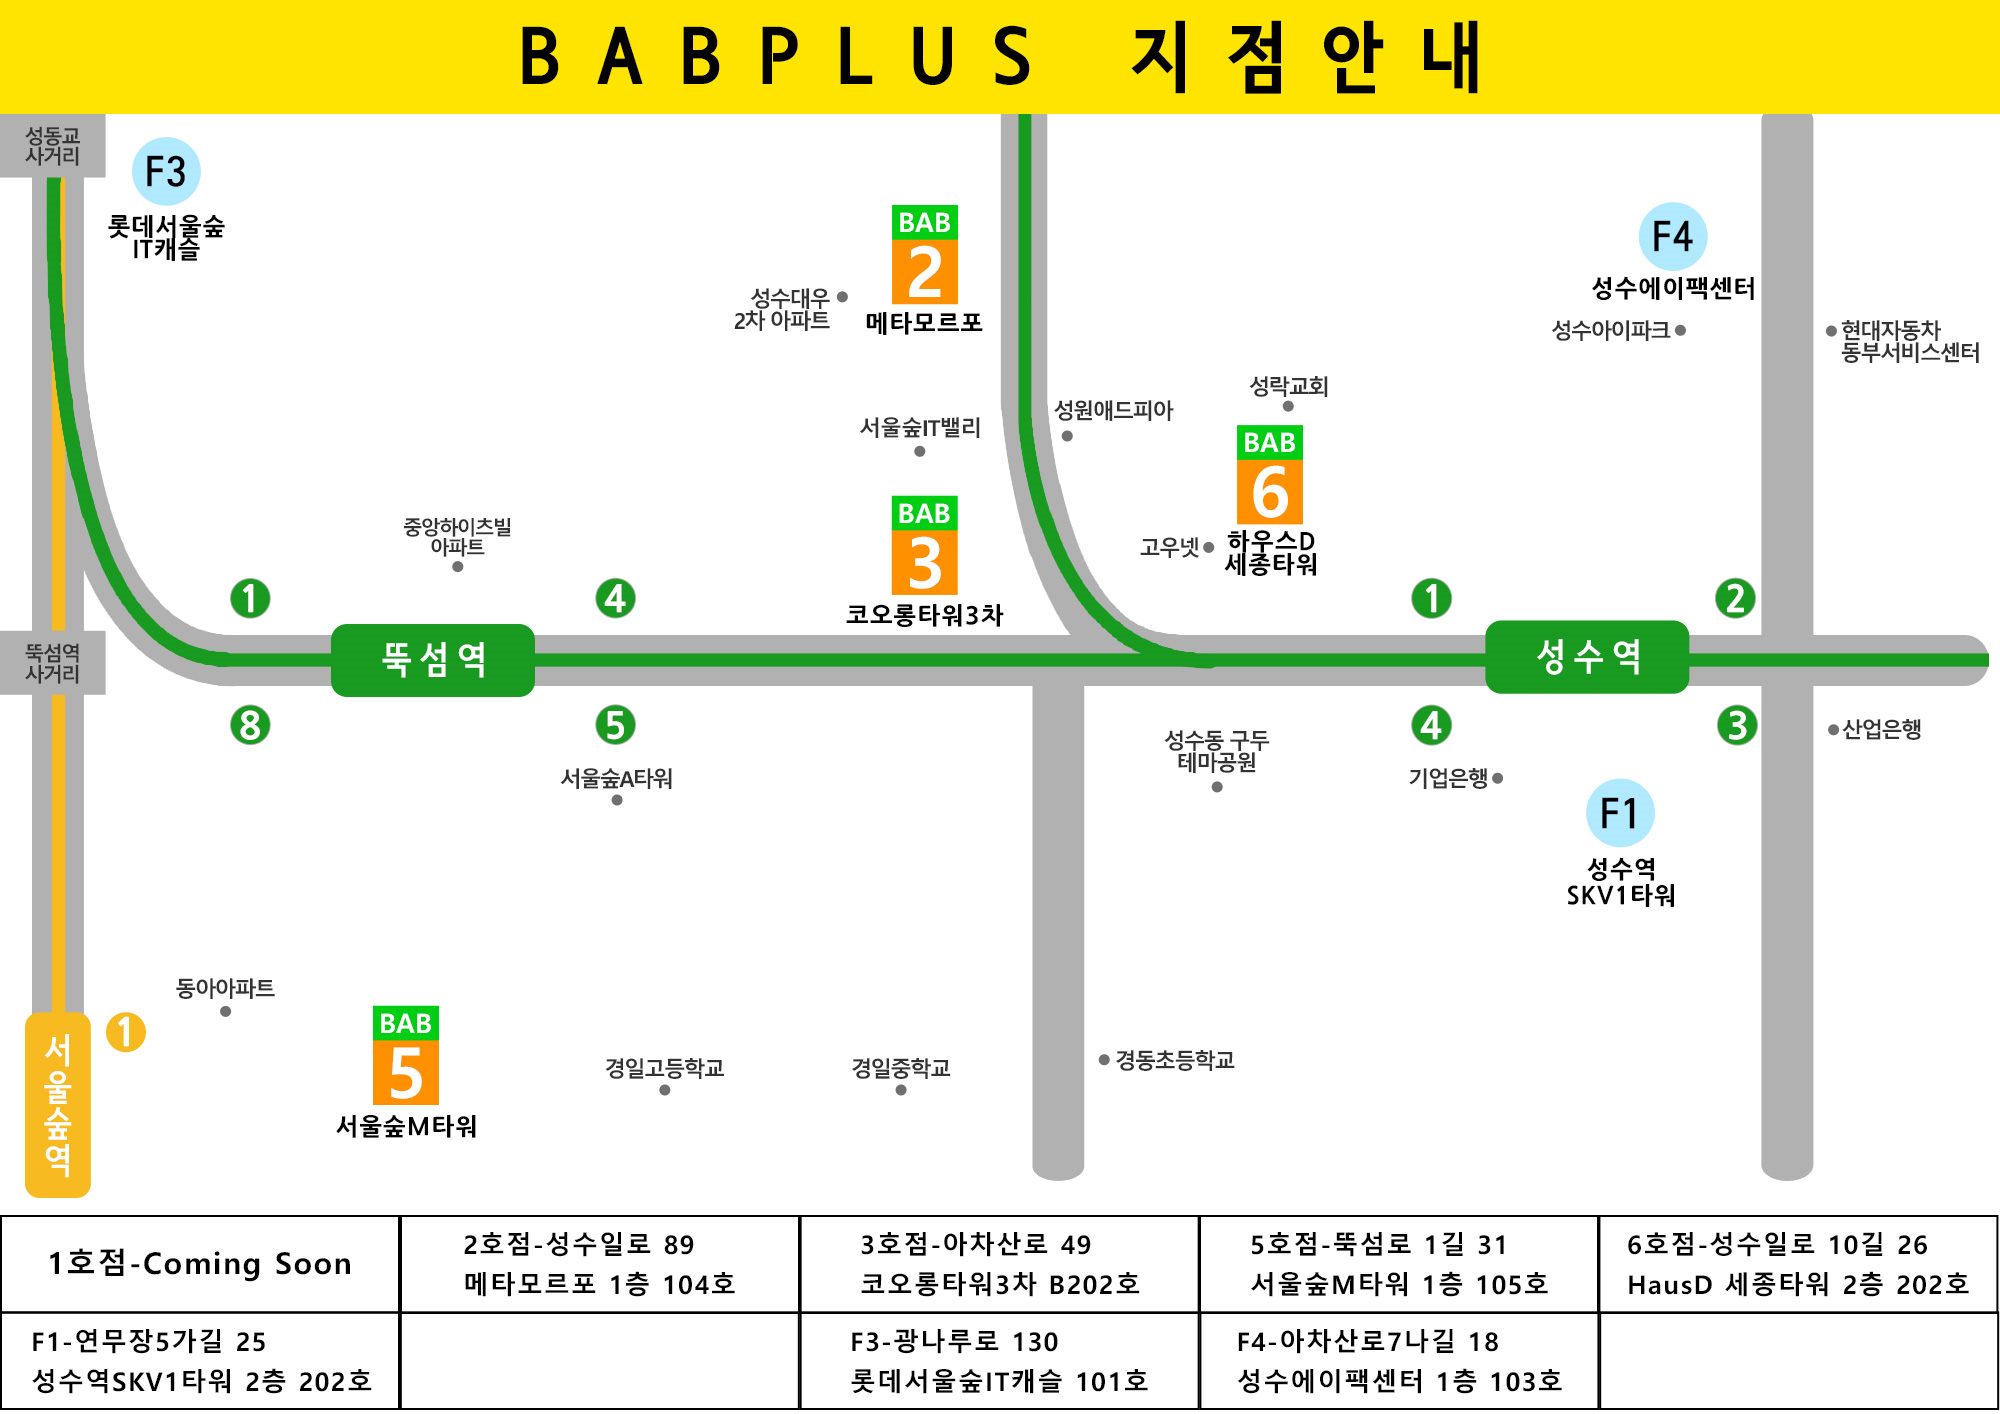 BABPLUS 지점안내
성동교
사거리
F3
롯데서울숲
IT캐슬
BAB
2
메타모르포
성수대우
2차 아파트
F4
성수에이팩센터
성수아이파크
현대자동차
동부서비스센터
성락교회
성원애드피아
서울숲IT밸리
BAB
6
하우스D
세종타워
고우넷
BAB
3
코오롱타워3차
중앙하이츠빌
아파트
1
4
1
2
뚝섬역
사거리
뚝섬역
성수역
8
5
4
3
서울숲A타워
성수동 구두
테마공원
기업은행
산업은행
F1
성수역
SKV1타워
동아아파트
1
서울숲역
BAB
5
서울숲M타워
경일고등학교
경일중학교
경동초등학교
1호점-Coming Soon
2호점-성수일로 89
메타모르포 1층 104호
3호점-아차산로 49
코오롱타워3차 B202호
5호점-뚝섬로 1길 31
서울숲M타워 1층 105호
6호점-성수일로 10길 26
HausD 세종타워 2층 202호
F1-연무장5가길 25
성수역SKV1타워 2층 202호
F3-광나루로 130
롯데서울숲IT캐슬 101호
F4-아차산로7나길 18
성수에이팩센터 1층 103호